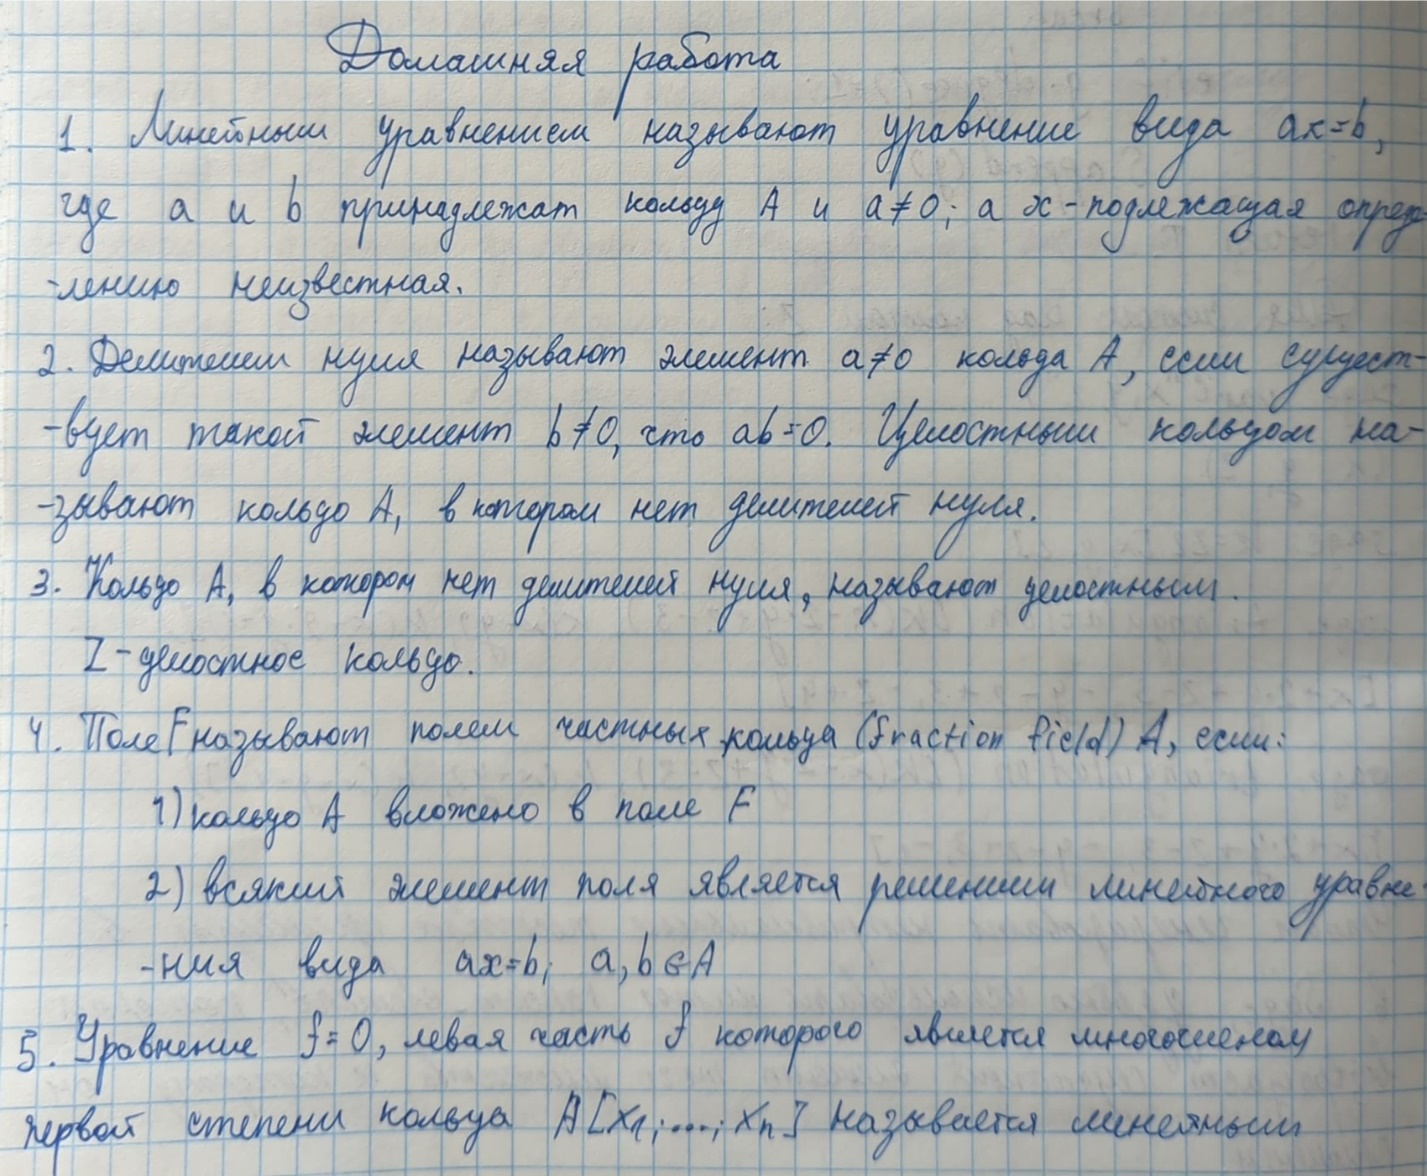 Домашняя работа
1. Линейным уравнением называют уравнение вида ax=b,
где a и b принадлежат кольцу A и a≠0; а x - подлежащая опреде
-лению неизвестная.
2. Делителем нуля называют элемент a≠0 кольца A, если сущест-
-вует такой элемент b≠0, что ab=0. Целостным кольцом на-
-зывают кольцо A, в котором нет делителей нуля.
3. Кольцо A, в котором нет делителей нуля, называют целостным.
Z - целостное кольцо.
4. Поле F называют полем частных кольца (fraction field) A, если:
1) кольцо A вложено в поле F
2) всякий элемент поля является решением линейного уравне
-ния вида ax=b; a, b ∈ A
5. Уравнение f=0, левая часть f которого является многочленом
первой степени кольца A[x₁;...;xₙ] называется линейным